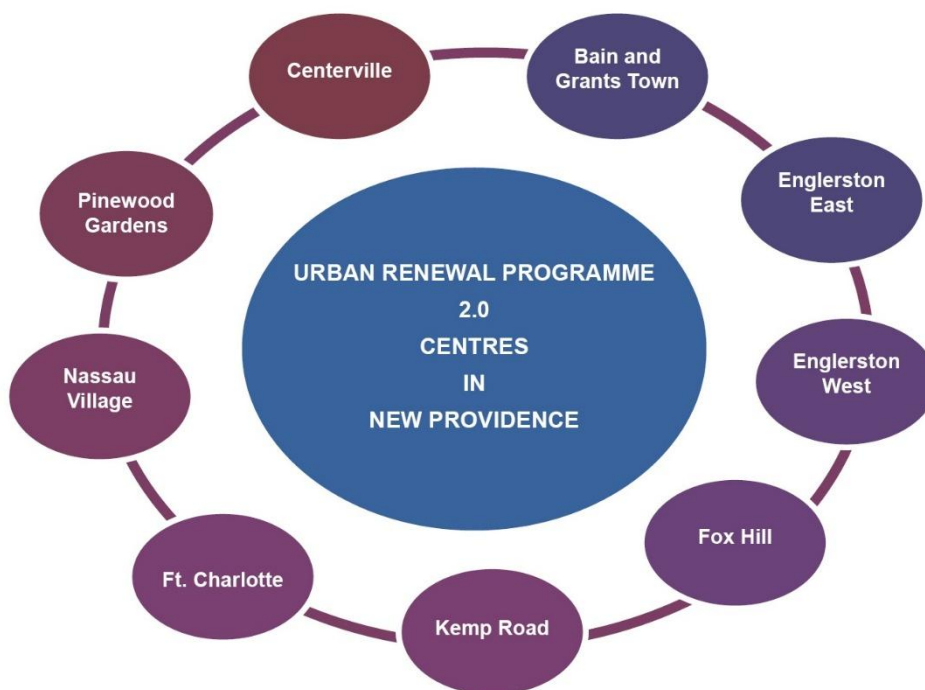 URBAN RENEWAL PROGRAMME
2.0
CENTRES
IN
NEW PROVIDENCE
Bain and
Grants Town
Englerston
East
Englerston
West
Fox Hill
Kemp Road
Ft. Charlotte
Nassau
Village
Pinewood
Gardens
Centerville